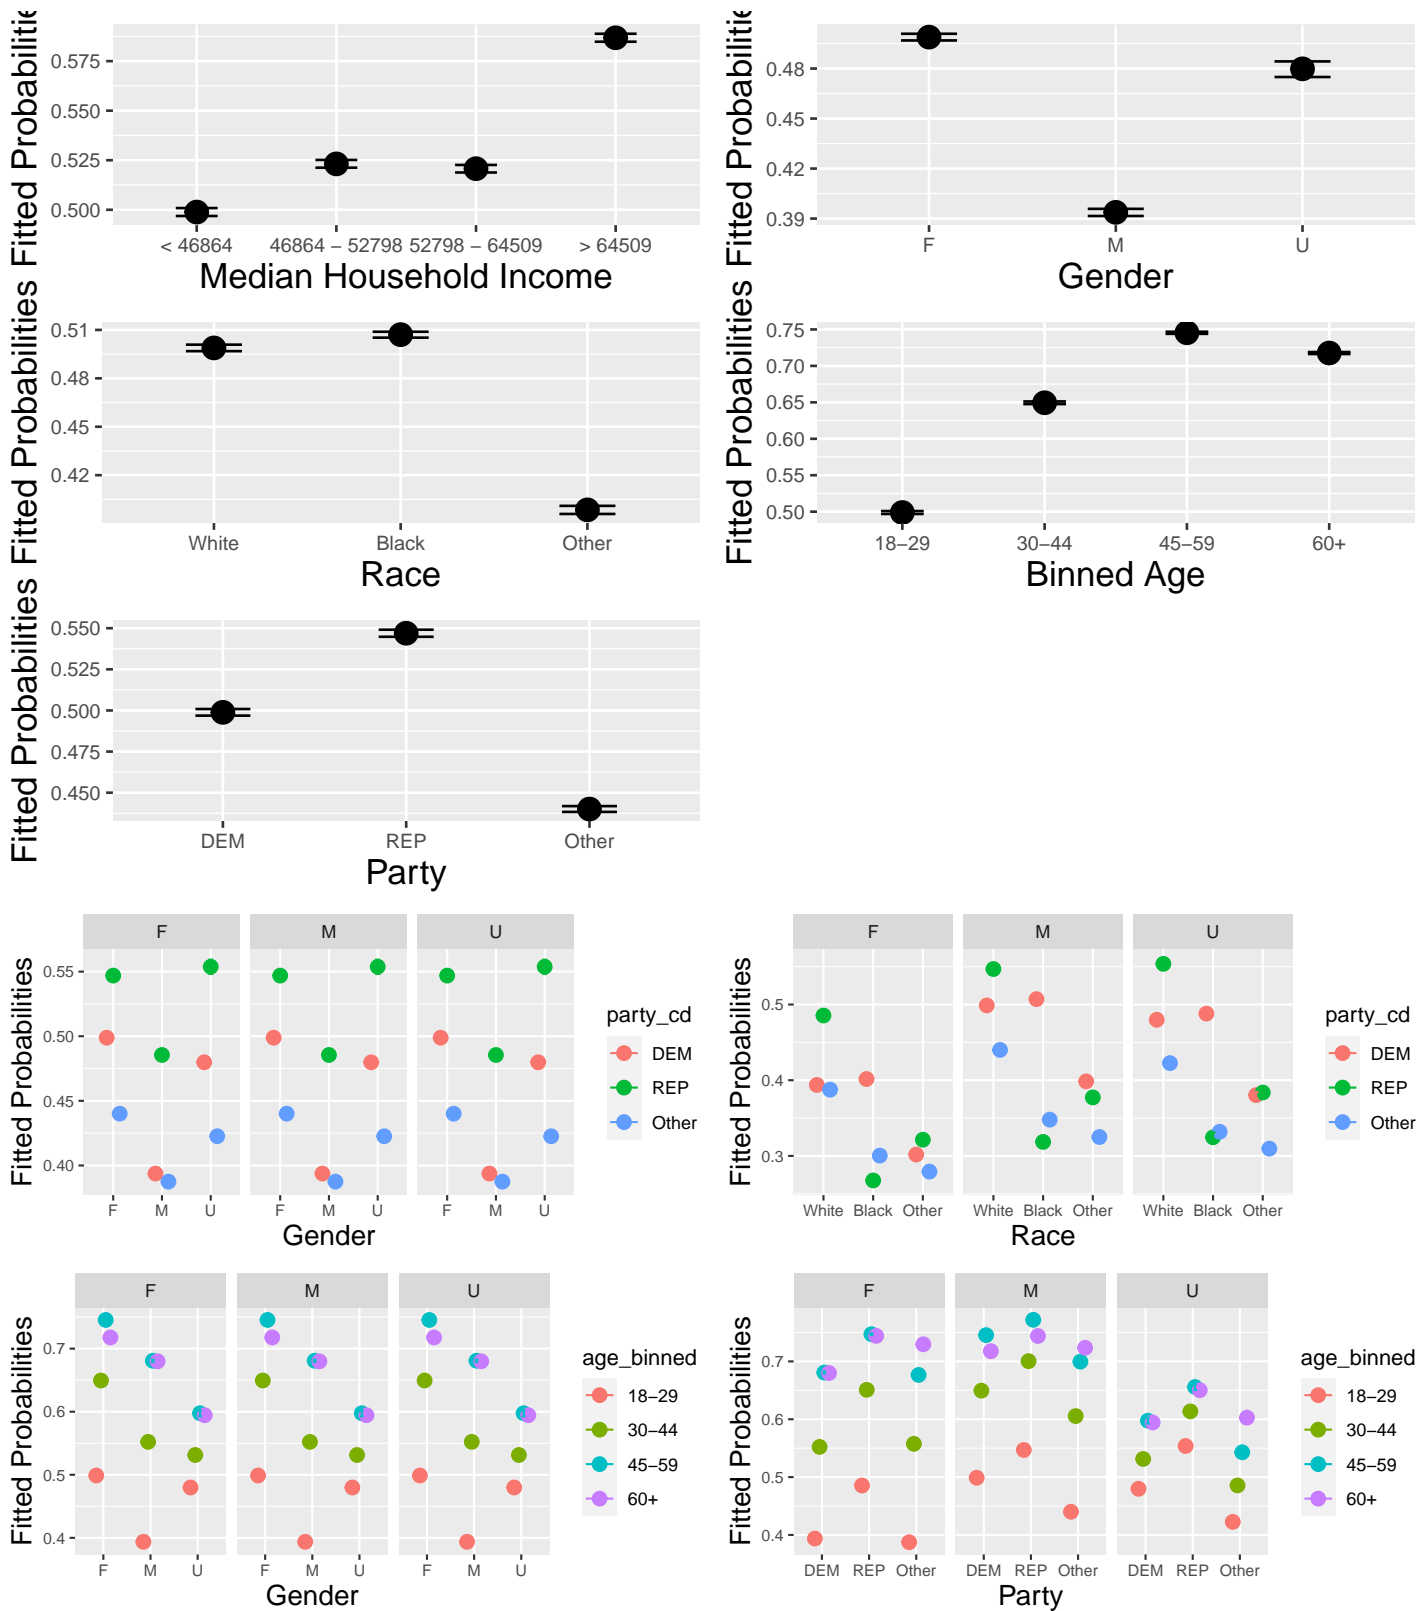 Fitted Probabilities
0.575
0.550
0.525
0.500
< 46864
46864 – 52798
52798 – 64509
> 64509
Median Household Income
Fitted Probabilities
0.48
0.45
0.42
0.39
F
M
U
Gender
Fitted Probabilities
0.51
0.48
0.45
0.42
White
Black
Other
Race
Fitted Probabilities
0.75
0.70
0.65
0.60
0.55
0.50
18–29
30–44
45–59
60+
Binned Age
Fitted Probabilities
0.550
0.525
0.500
0.475
0.450
DEM
REP
Other
Party
F
M
U
Fitted Probabilities
0.55
0.50
0.45
0.40
F M U
F M U
F M U
Gender
party_cd
DEM
REP
Other
F
M
U
Fitted Probabilities
0.5
0.4
0.3
White Black Other
White Black Other
White Black Other
Race
party_cd
DEM
REP
Other
F
M
U
Fitted Probabilities
0.7
0.6
0.5
0.4
F M U
F M U
F M U
Gender
age_binned
18–29
30–44
45–59
60+
F
M
U
Fitted Probabilities
0.7
0.6
0.5
0.4
DEM REP Other
DEM REP Other
DEM REP Other
Party
age_binned
18–29
30–44
45–59
60+